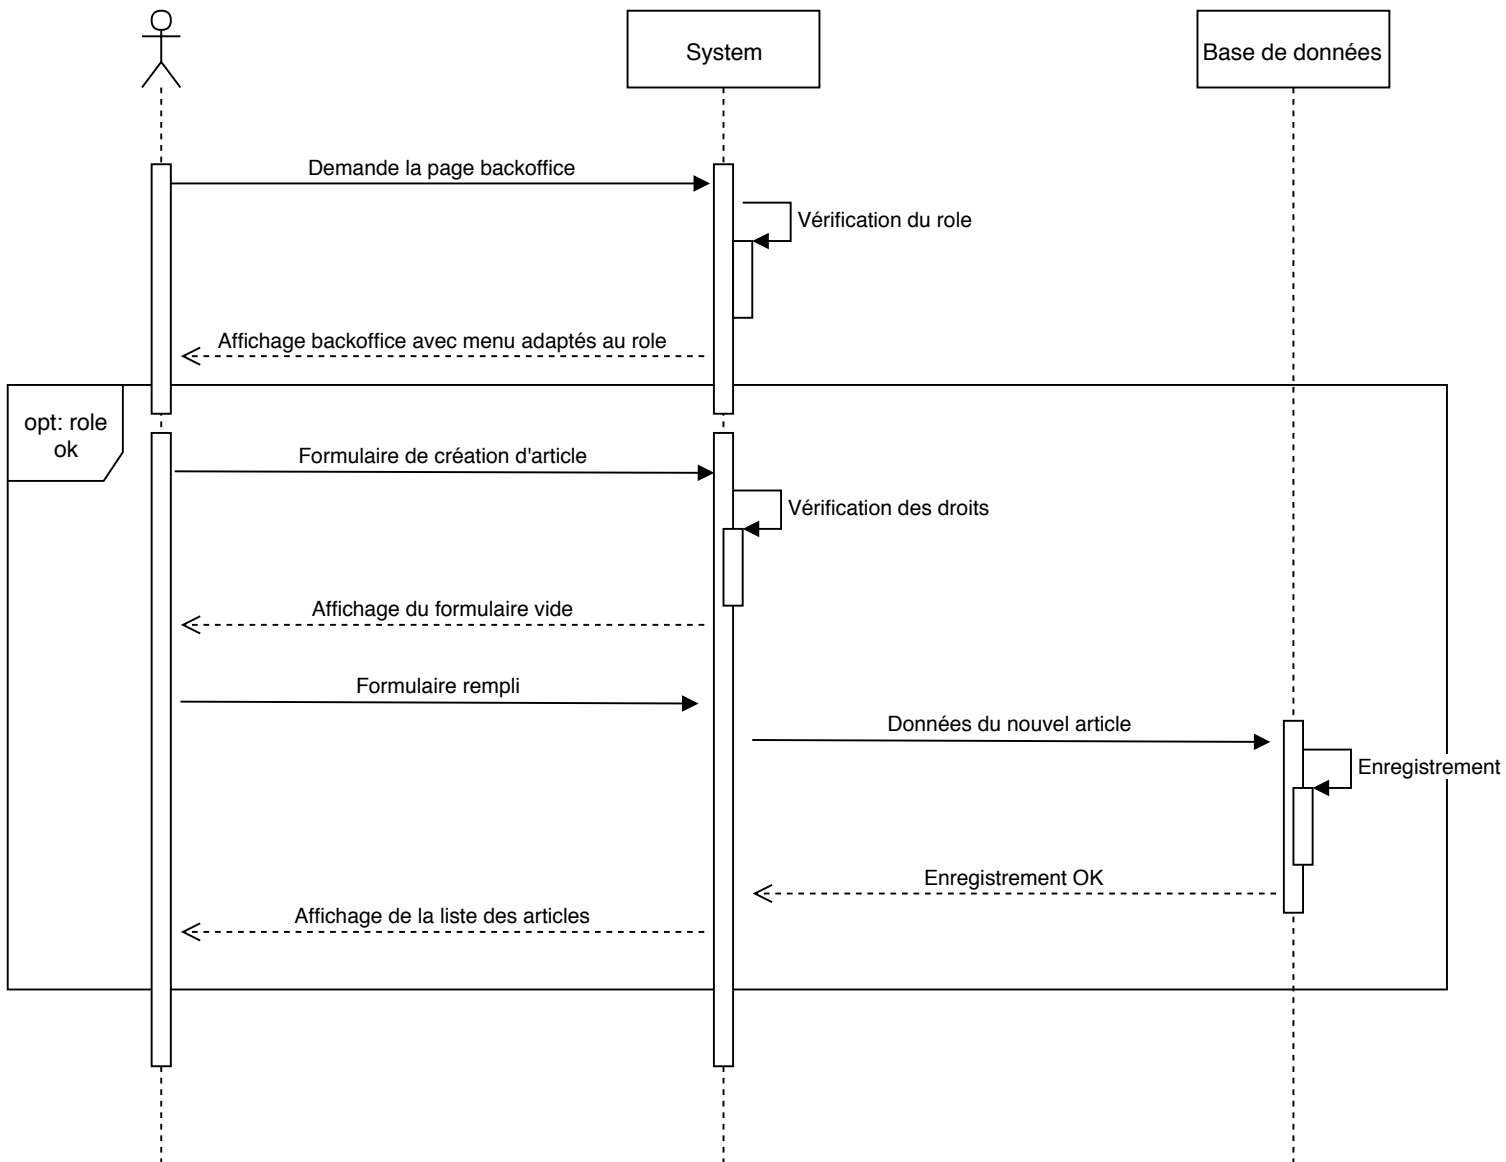 System
Base de données
Demande la page backoffice
Vérification du role
Affichage backoffice avec menu adaptés au role
opt: role
ok
Formulaire de création d'article
Vérification des droits
Affichage du formulaire vide
Formulaire rempli
Données du nouvel article
Enregistrement
Enregistrement OK
Affichage de la liste des articles